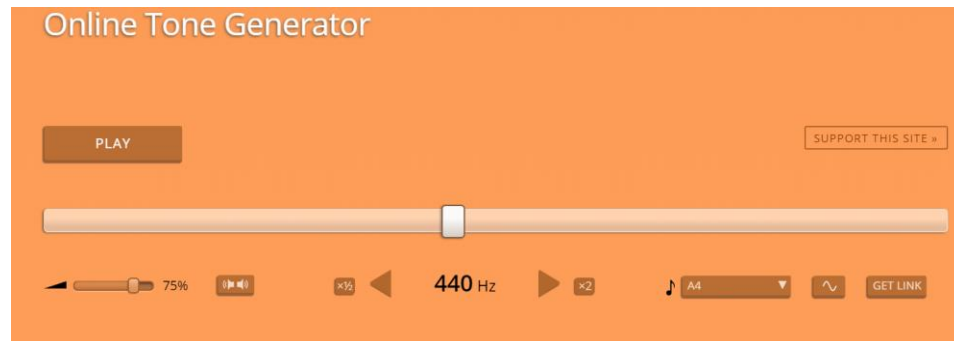 Online Tone Generator
PLAY
SUPPORT THIS SITE »
75% ×½ 440 Hz ×2 A4 GET LINK